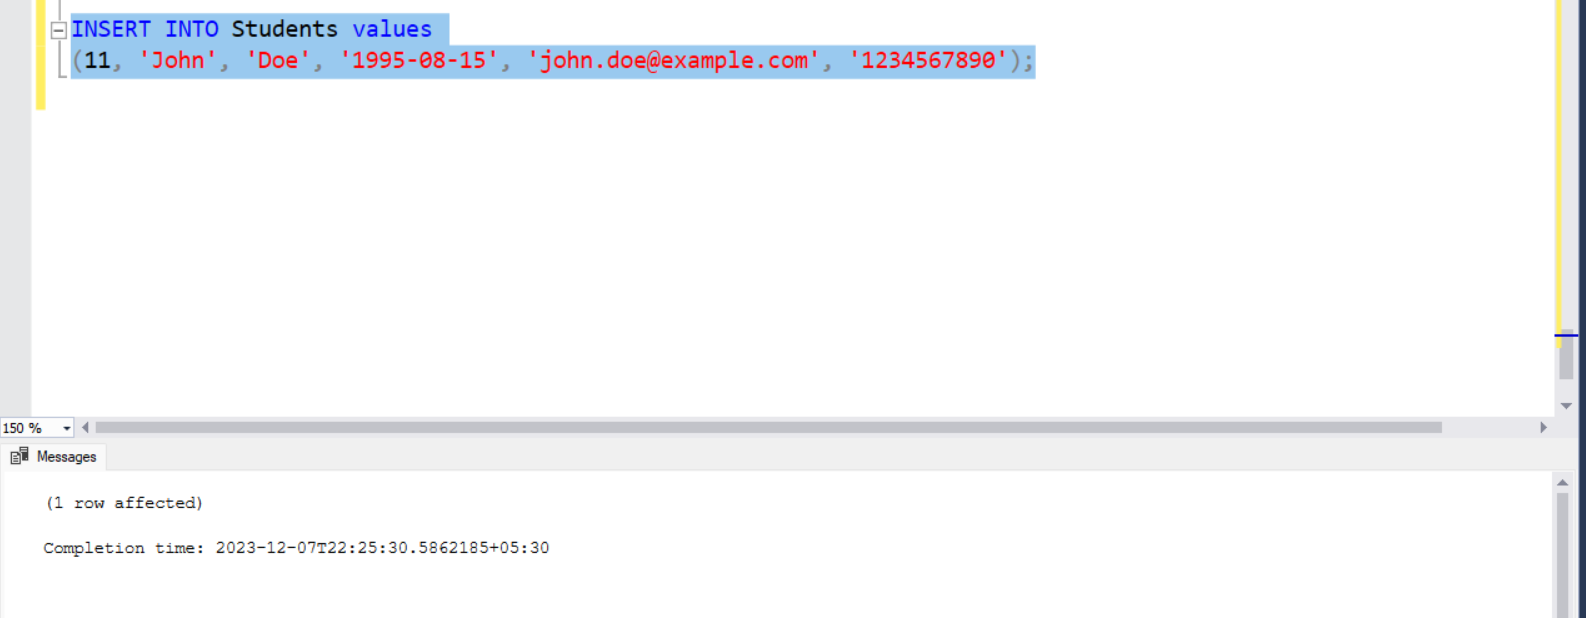 INSERT INTO Students values
(11, 'John', 'Doe', '1995-08-15', 'john.doe@example.com', '1234567890');
150 %
Messages
(1 row affected)
Completion time: 2023-12-07T22:25:30.5862185+05:30